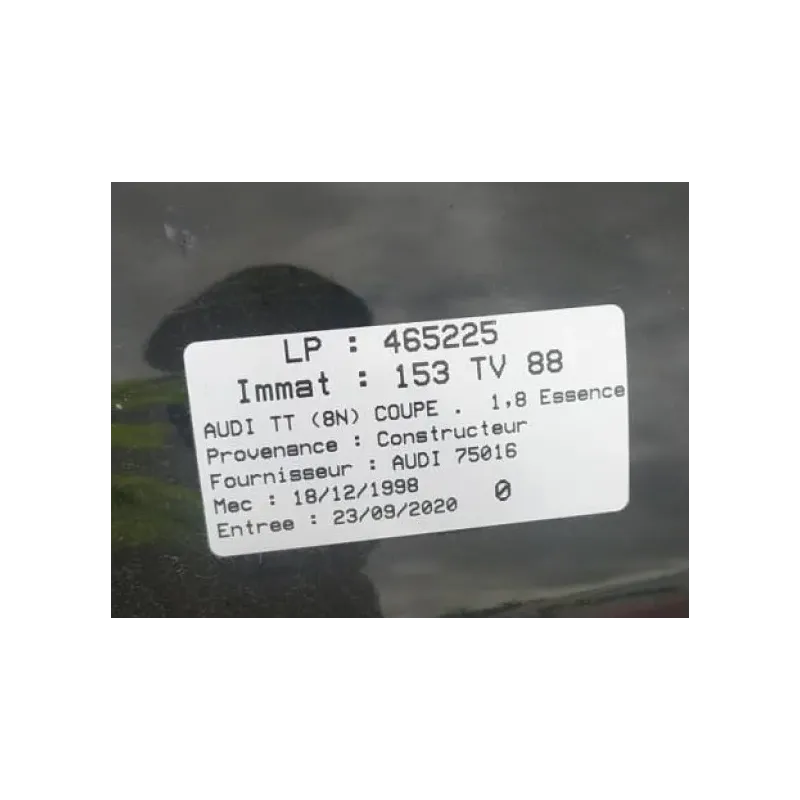 LP : 465225
Immat : 153 TV 88
AUDI TT (8N) COUPE . 1,8 Essence
Provenance : Constructeur
Fournisseur : AUDI 75016
Mec : 18/12/1998
Entree : 23/09/2020 0